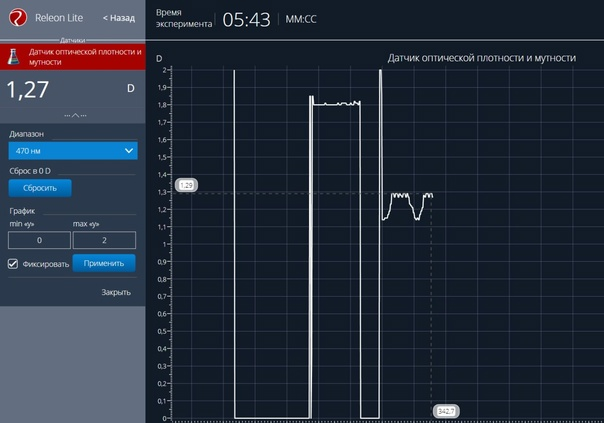 Releon Lite
< Назад
Датчики
Датчик оптической плотности и
мутности
1,27
D
Диапазон
470 нм
Сброс в 0 D
Сбросить
График
min «y»
max «y»
0
2
Фиксировать
Применить
Закрыть
Время
эксперимента
05:43
ММ:СС
D
Датчик оптической плотности и мутности
2
1,9
1,8
1,7
1,6
1,5
1,4
1,3
1,29
1,2
1,1
1
0,9
0,8
0,7
0,6
0,5
0,4
0,3
0,2
0,1
0
342.7